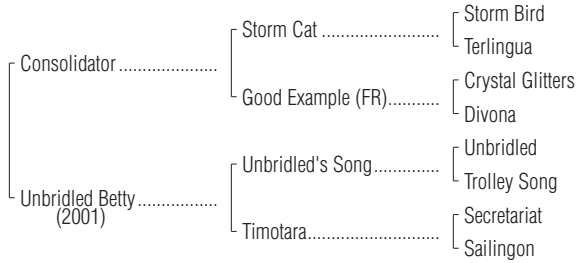 Storm Bird
Storm Cat ........................
Terlingua
Consolidator ....................
Crystal Glitters
Good Example (FR)...........
Divona
Unbridled
Unbridled's Song..............
Trolley Song
Unbridled Betty................
(2001)
Secretariat
Timotara...........................
Sailingon